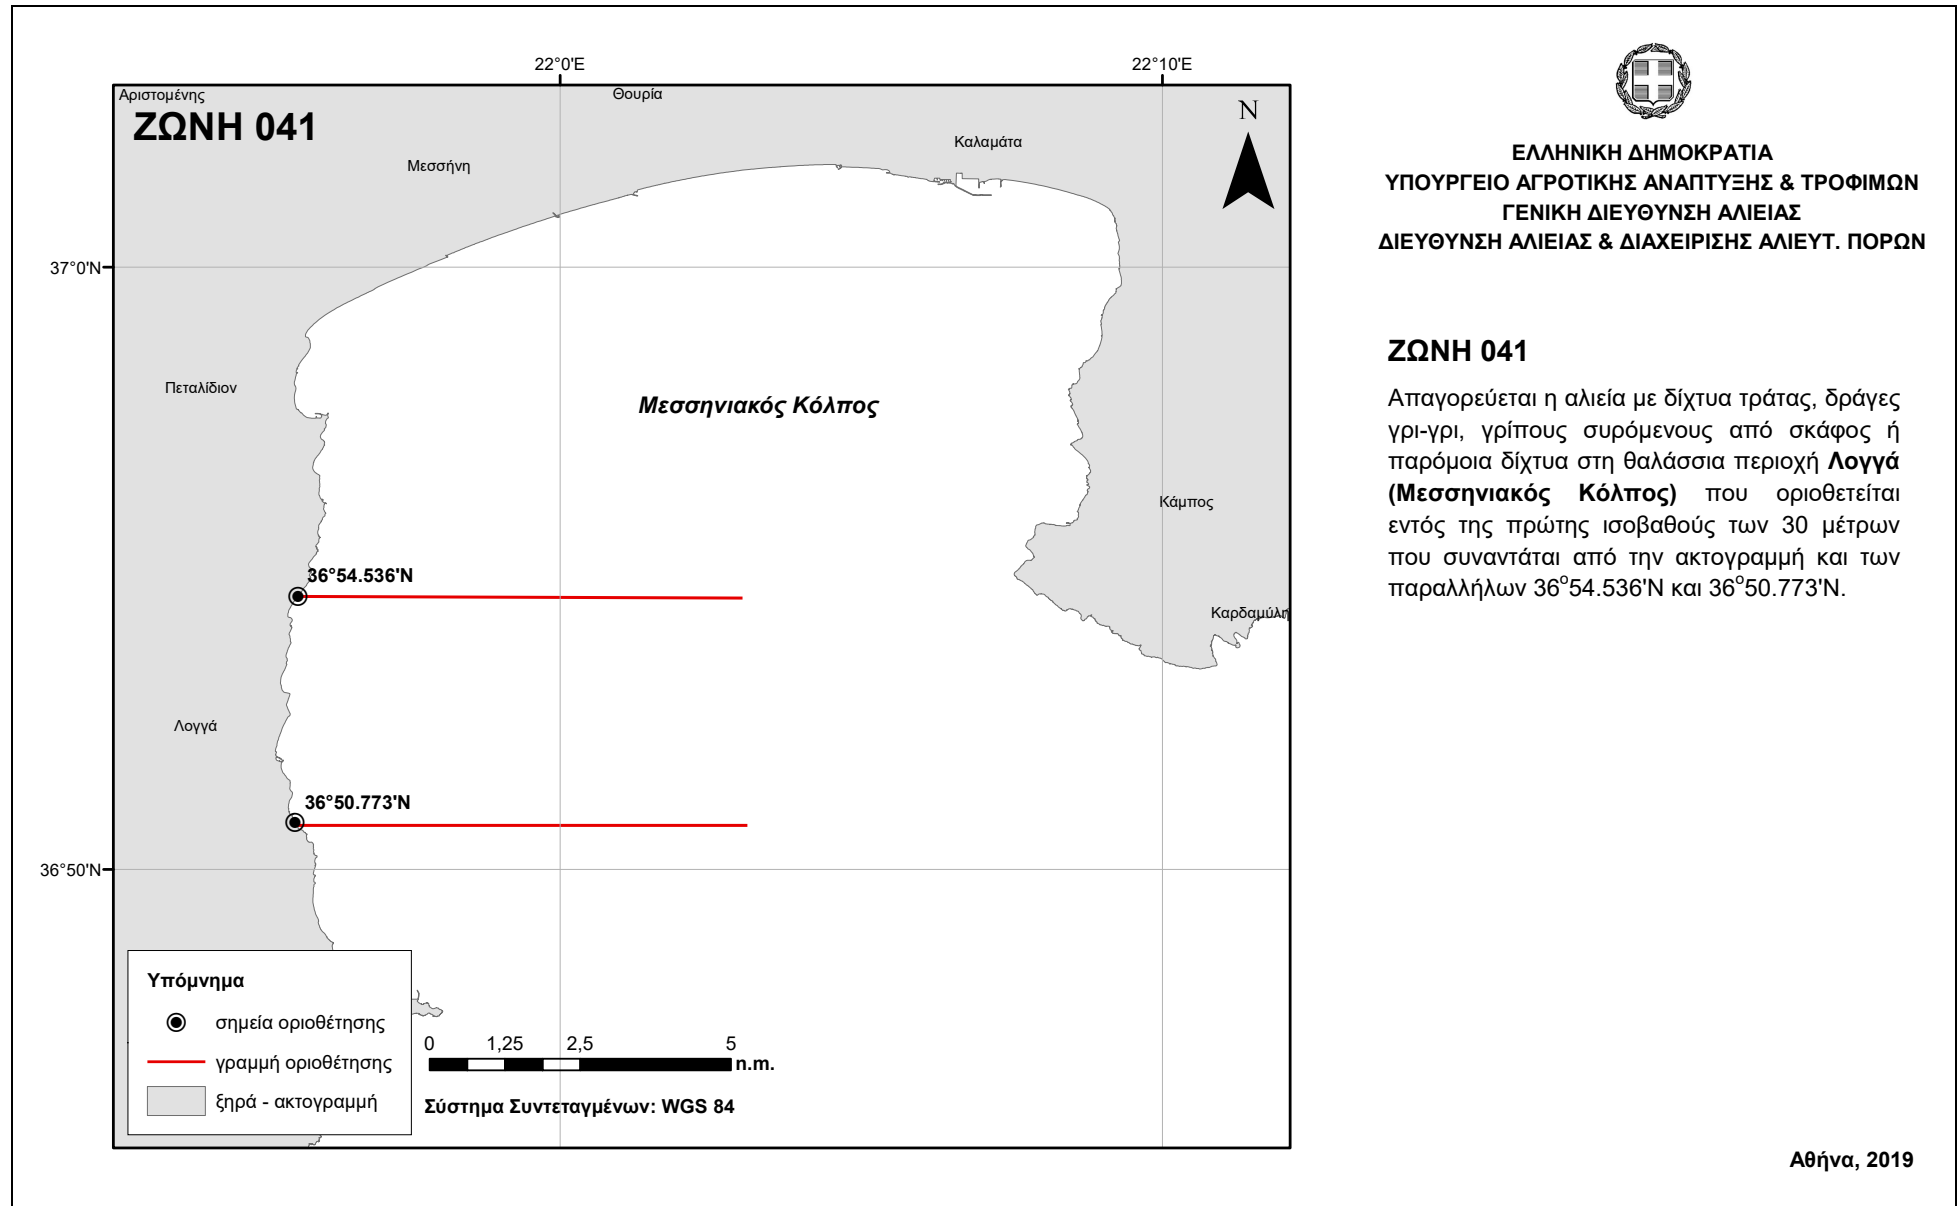 22°0'E
22°10'E
Αριστομένης
Θουρία
ΖΩΝΗ 041
N
Μεσσήνη
Καλαμάτα
37°0'N
Πεταλίδιον
Μεσσηνιακός Κόλπος
Κάμπος
36°54.536'N
Καρδαμύλη
Λογγά
36°50.773'N
36°50'N
Υπόμνημα
σημεία οριοθέτησης
γραμμή οριοθέτησης
ξηρά - ακτογραμμή
0 1,25 2,5 5
n.m.
Σύστημα Συντεταγμένων: WGS 84
ΕΛΛΗΝΙΚΗ ΔΗΜΟΚΡΑΤΙΑ
ΥΠΟΥΡΓΕΙΟ ΑΓΡΟΤΙΚΗΣ ΑΝΑΠΤΥΞΗΣ & ΤΡΟΦΙΜΩΝ
ΓΕΝΙΚΗ ΔΙΕΥΘΥΝΣΗ ΑΛΙΕΙΑΣ
ΔΙΕΥΘΥΝΣΗ ΑΛΙΕΙΑΣ & ΔΙΑΧΕΙΡΙΣΗΣ ΑΛΙΕΥΤ. ΠΟΡΩΝ
ΖΩΝΗ 041
Απαγορεύεται η αλιεία με δίχτυα τράτας, δράγες
γρι-γρι, γρίπους συρόμενους από σκάφος ή
παρόμοια δίχτυα στη θαλάσσια περιοχή Λογγά
(Μεσσηνιακός Κόλπος) που οριοθετείται
εντός της πρώτης ισοβαθούς των 30 μέτρων
που συναντάται από την ακτογραμμή και των
παραλλήλων 36°54.536'N και 36°50.773'N.
Αθήνα, 2019